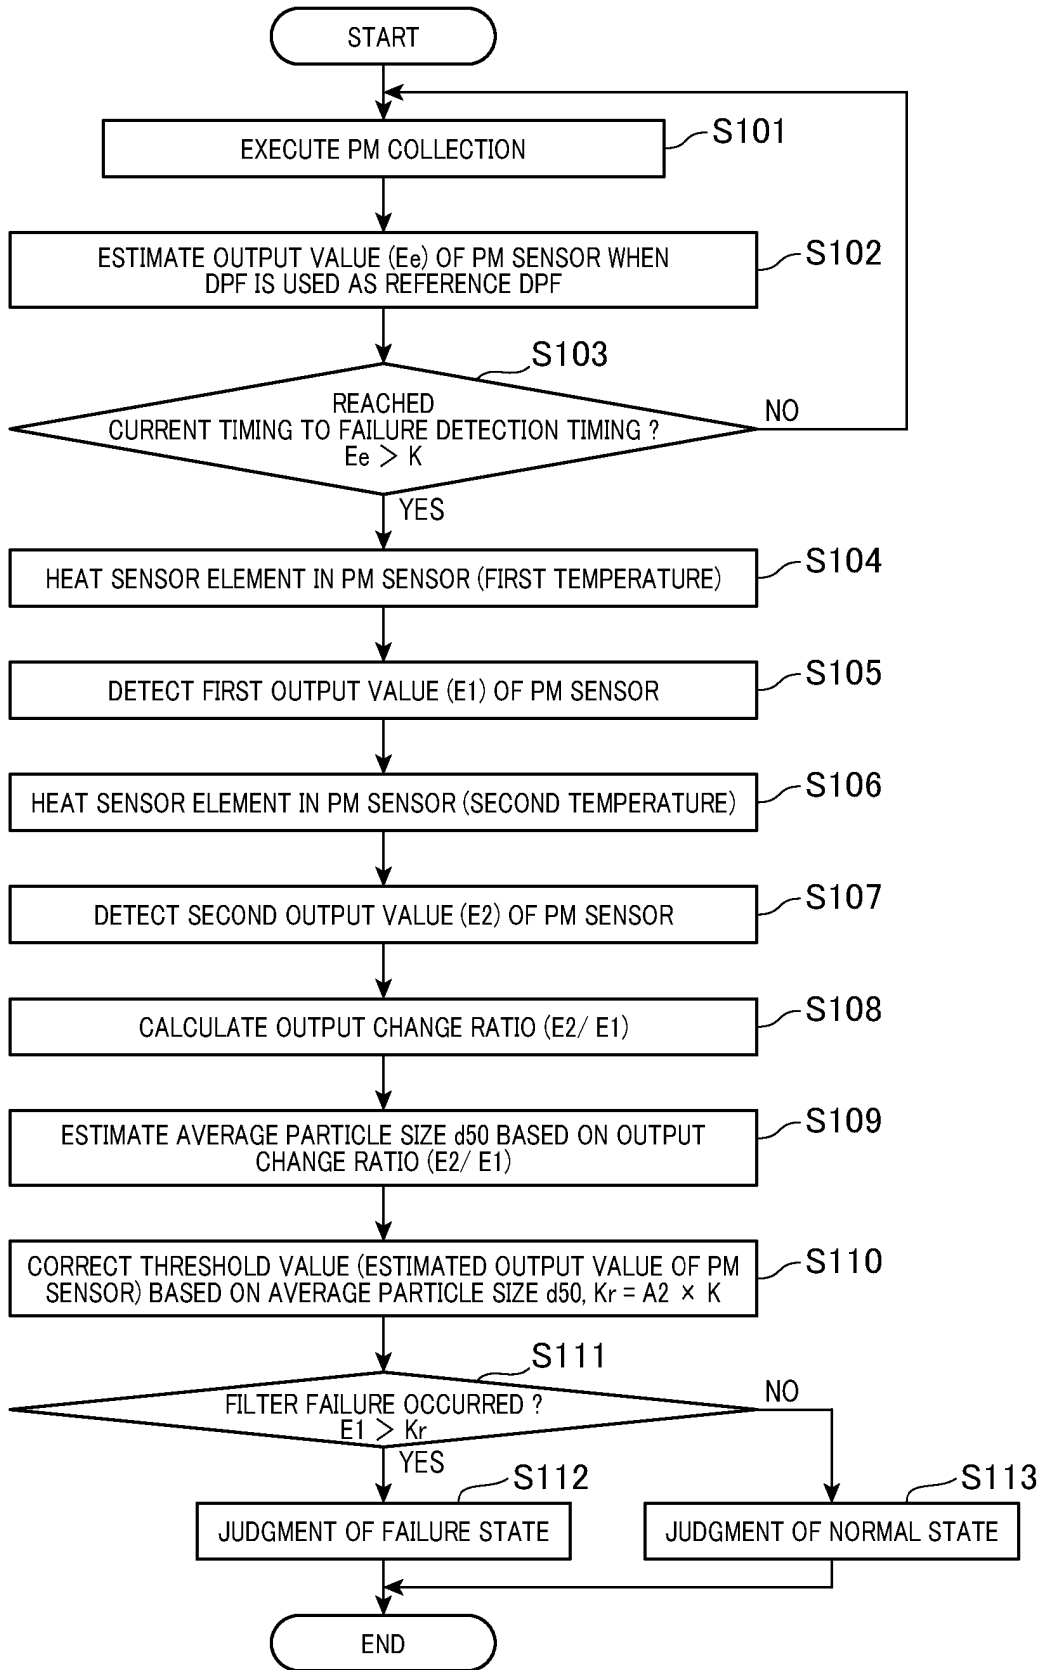 START
EXECUTE PM COLLECTION
S101
ESTIMATE OUTPUT VALUE (Ee) OF PM SENSOR WHEN
DPF IS USED AS REFERENCE DPF
S102
S103
REACHED
CURRENT TIMING TO FAILURE DETECTION TIMING ?
Ee > K
NO
YES
HEAT SENSOR ELEMENT IN PM SENSOR (FIRST TEMPERATURE)
S104
DETECT FIRST OUTPUT VALUE (E1) OF PM SENSOR
S105
HEAT SENSOR ELEMENT IN PM SENSOR (SECOND TEMPERATURE)
S106
DETECT SECOND OUTPUT VALUE (E2) OF PM SENSOR
S107
CALCULATE OUTPUT CHANGE RATIO (E2/ E1)
S108
ESTIMATE AVERAGE PARTICLE SIZE d50 BASED ON OUTPUT
CHANGE RATIO (E2/ E1)
S109
CORRECT THRESHOLD VALUE (ESTIMATED OUTPUT VALUE OF PM
SENSOR) BASED ON AVERAGE PARTICLE SIZE d50, Kr = A2 × K
S110
S111
FILTER FAILURE OCCURRED ?
E1 > Kr
NO
YES
S112
JUDGMENT OF FAILURE STATE
S113
JUDGMENT OF NORMAL STATE
END